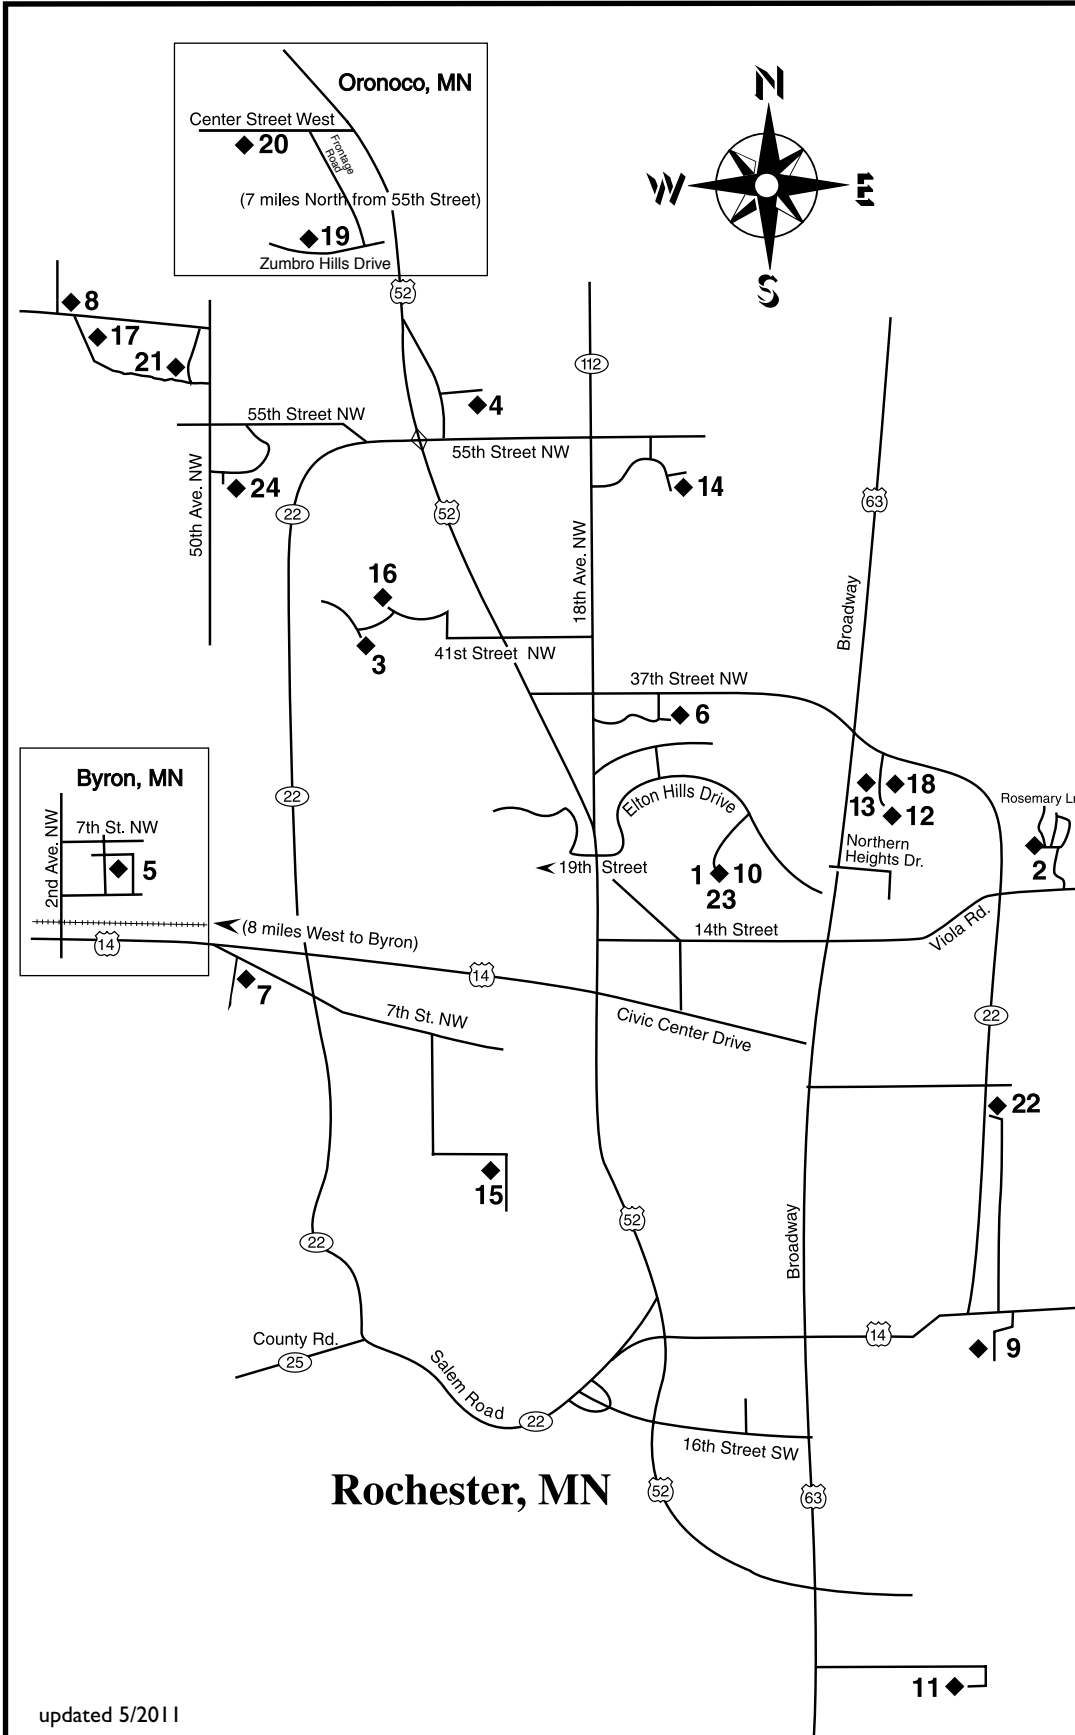 Oronoco, MN
Center Street West
20
Frontage
Road
(7 miles North from 55th Street)
19
Zumbro Hills Drive
N
W
E
S
52
8
17
21
112
4
55th Street NW
55th Street NW
24
14
50th Ave. NW
22
52
63
18th Ave. NW
16
3
41st Street NW
Broadway
37th Street NW
6
Byron, MN
7th St. NW
2nd Ave. NW
5
22
Elton Hills Drive
18
13
12
Rosemary Ln
2
Northern
Heights Dr.
19th Street
1
10
23
14th Street
Viola Rd.
(8 miles West to Byron)
14
14
7
7th St. NW
Civic Center Drive
22
22
15
52
Broadway
22
County Rd.
25
14
9
Salem Road
22
16th Street SW
Rochester, MN
52
63
11
updated 5/2011